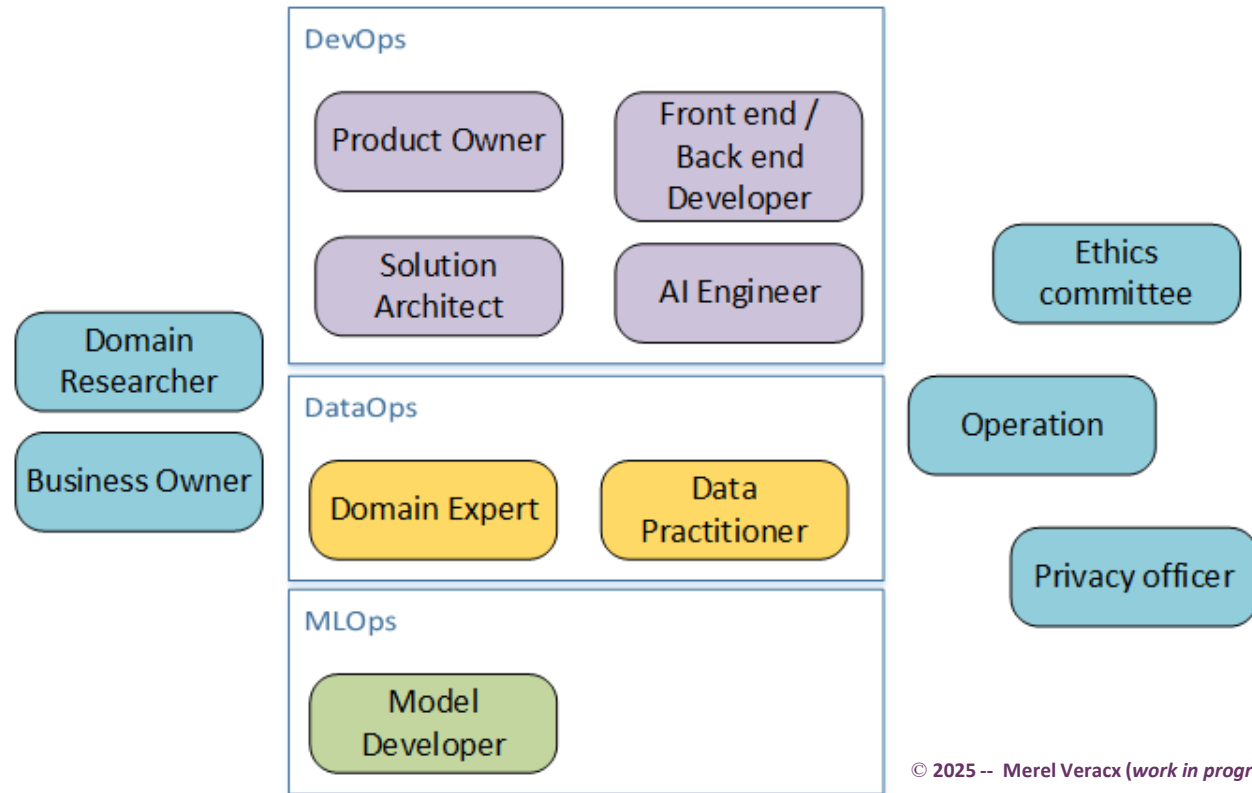 DevOps
Product Owner
Front end /
Back end
Developer
Solution
Architect
AI Engineer
Domain
Researcher
Business Owner
DataOps
Domain Expert
Data
Practitioner
MLOps
Model
Developer
Ethics
committee
Operation
Privacy officer
© 2025 -- Merel Veracx (work in progr